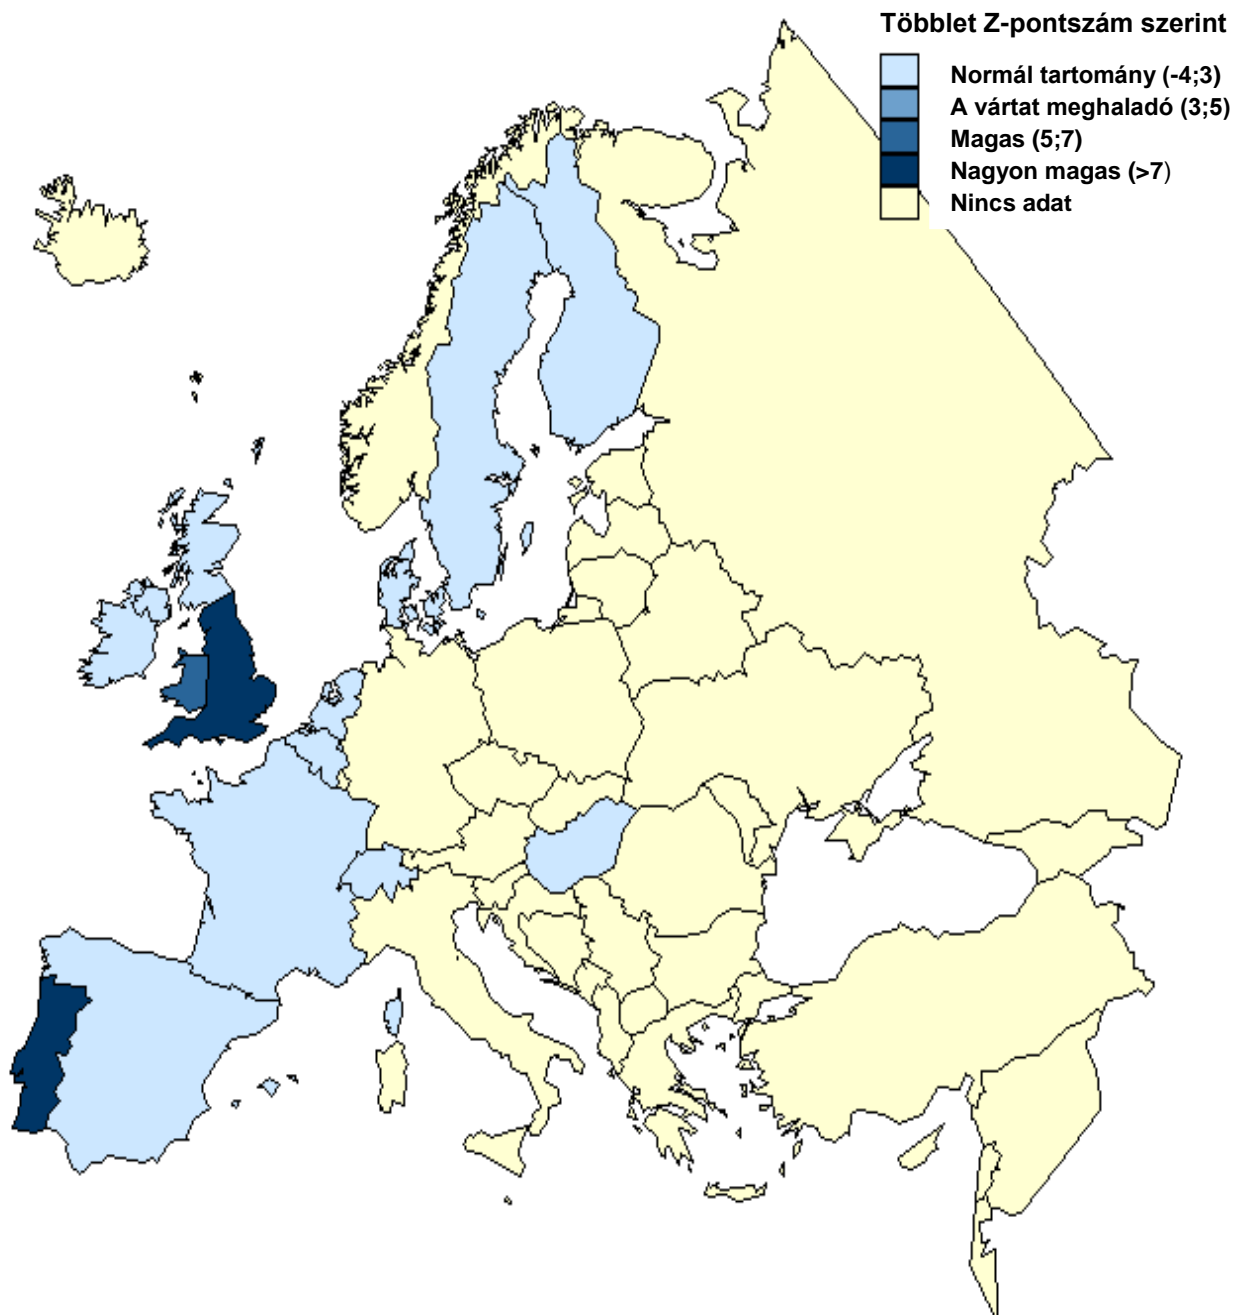 Többlet Z-pontszám szerint
Normál tartomány (-4;3)
A vártat meghaladó (3;5)
Magas (5;7)
Nagyon magas (>7)
Nincs adat